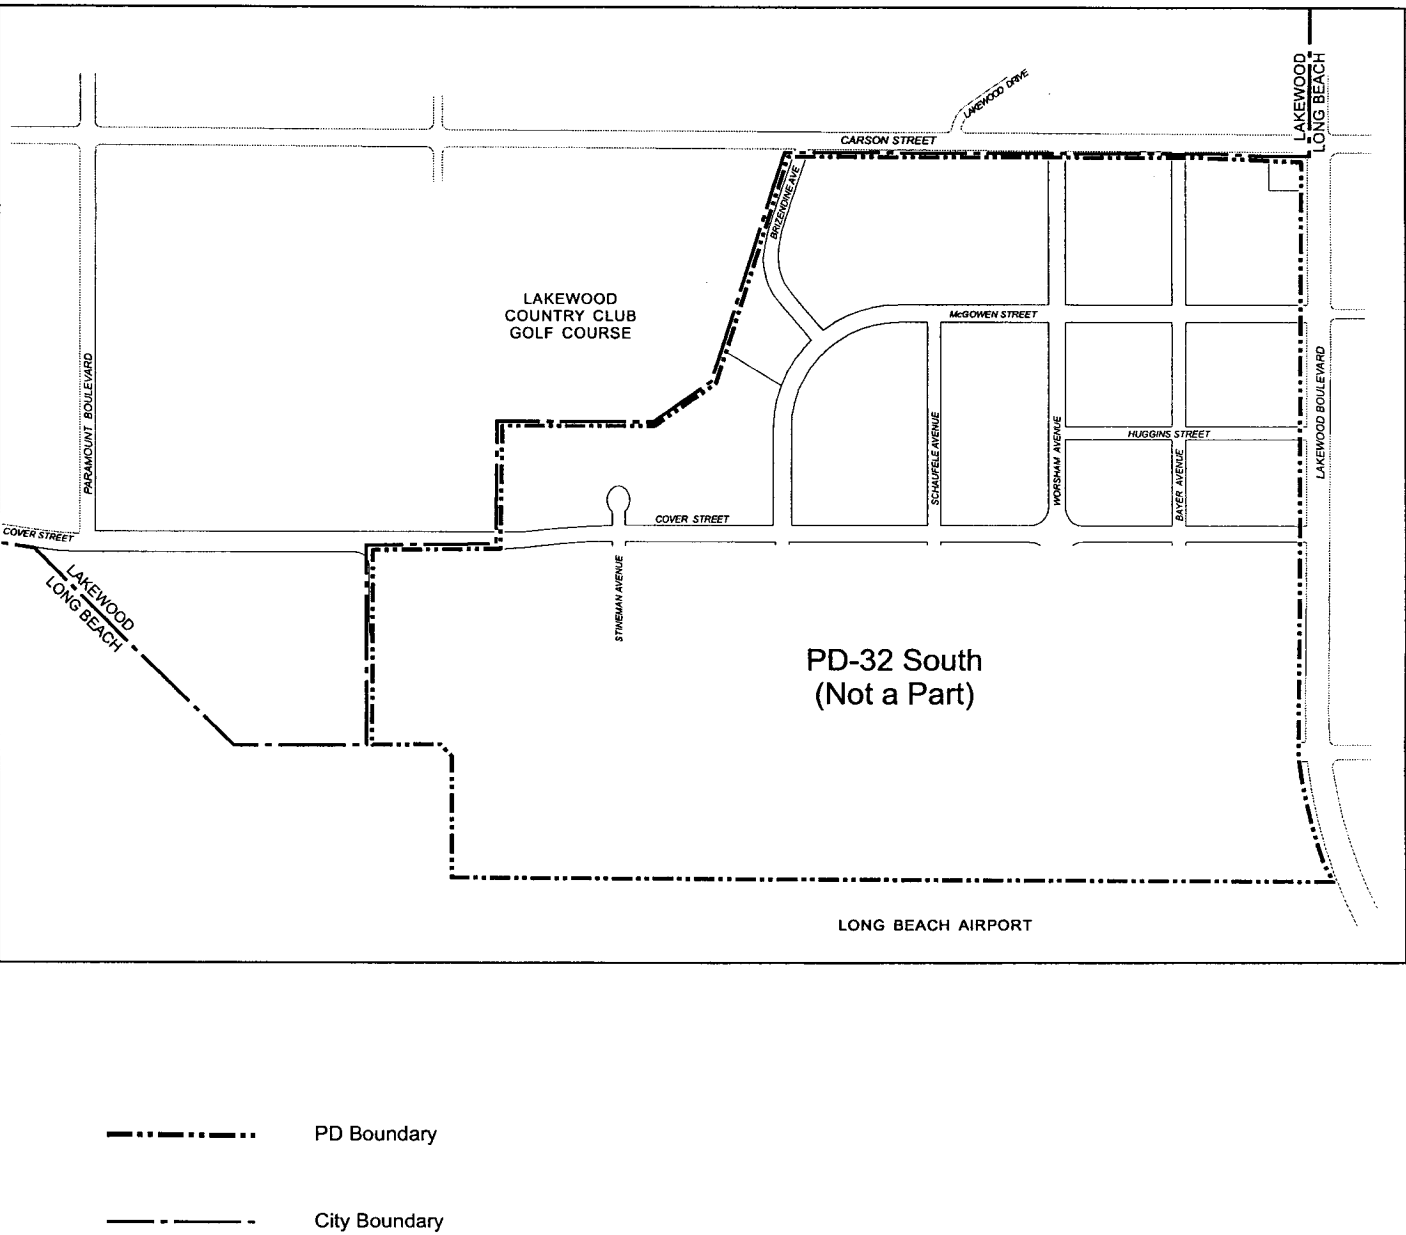 LAKEWOOD
LONG BEACH
LAKEWOOD DRIVE
CARSON STREET
BRIZENDINE AVE
LAKEWOOD
COUNTRY CLUB
GOLF COURSE
McGOWEN STREET
PARAMOUNT BOULEVARD
LAKEWOOD BOULEVARD
SCHAUFELE AVENUE
WORSHAM AVENUE
HUGGINS STREET
BAYER AVENUE
COVER STREET
COVER STREET
STINEMAN AVENUE
LAKEWOOD
LONG BEACH
PD-32 South
(Not a Part)
LONG BEACH AIRPORT
PD Boundary
City Boundary